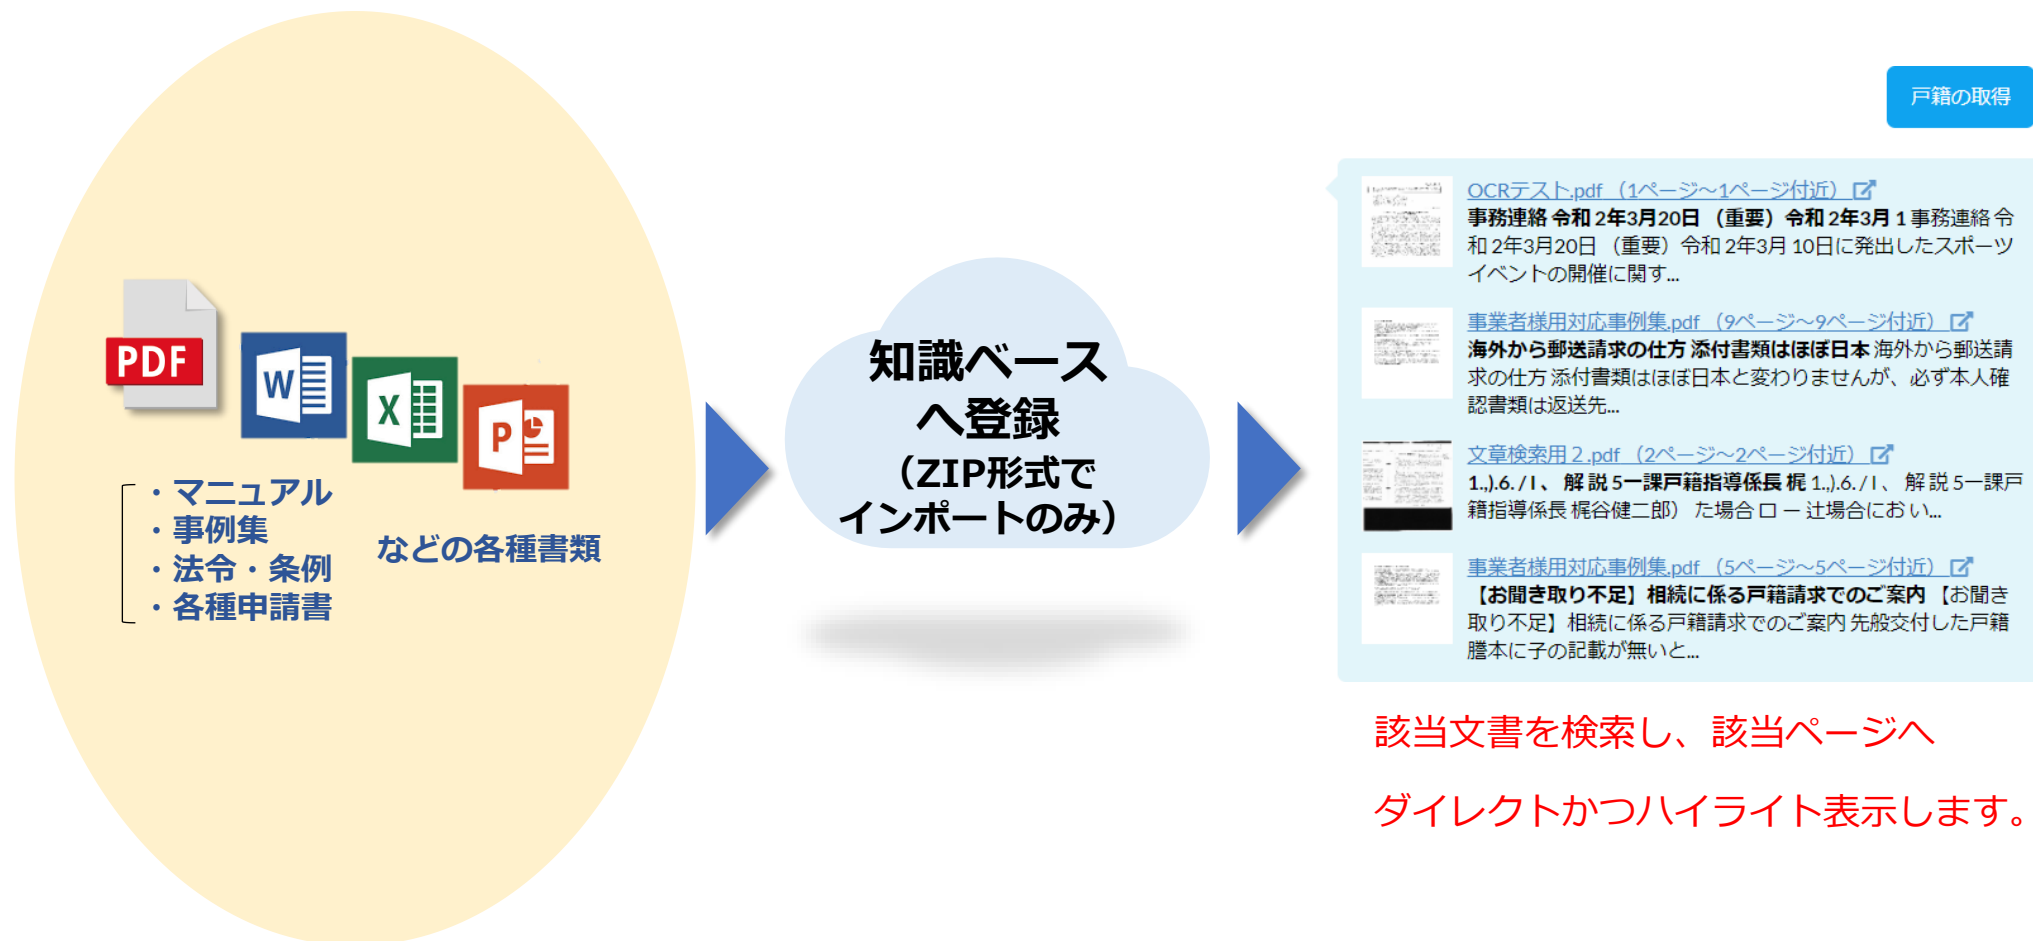 PDF
W
X
P
・マニュアル
・事例集
・法令・条例
・各種申請書
などの各種書類
知識ベース
へ登録
（ZIP形式で
インポートのみ）
戸籍の取得
OCRテスト.pdf （1ページ～1ページ付近）
事務連絡 令和 2年3月20日 （重要）令和 2年3月 1 事務連絡 令
和 2年3月20日 （重要）令和 2年3月 10日に発出したスポーツ
イベントの開催に関す...
事業者様用対応事例集.pdf （9ページ～9ページ付近）
海外から郵送請求の仕方 添付書類はほぼ日本 海外から郵送請
求の仕方 添付書類はほぼ日本と変わりませんが、必ず本人確
認書類は返送先...
文章検索用２.pdf （2ページ～2ページ付近）
1.,).6. / I 、 解 説 5一課戸籍指導係長 梶 1.,).6. / I 、 解 説 5一課戸
籍指導係長 梶谷健二郎） た場合 ロ ー 辻場合にお い...
事業者様用対応事例集.pdf （5ページ～5ページ付近）
【お聞き取り不足】相続に係る戸籍請求でのご案内 【お聞き
取り不足】相続に係る戸籍請求でのご案内 先般交付した戸籍
謄本に子の記載が無いと...
該当文書を検索し、該当ページへ
ダイレクトかつハイライト表示します。